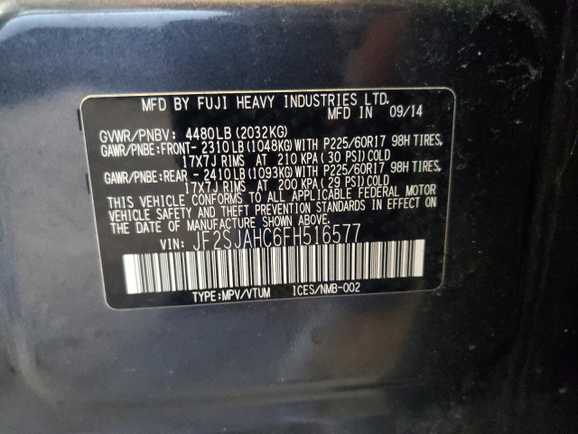 MFD BY FUJI HEAVY INDUSTRIES LTD.
MFD IN 09/14
GVWR/PNBV: 4480LB(2032KG)
GAWR/PNBE:FRONT-2310LB(1048KG)WITH P225/60R17 98H TIRES,
17X7J RIMS AT 210 KPA(30 PSI)COLD
GAWR/PNBE:REAR -2410LB(1093KG)WITH P225/60R17 98H TIRES,
17X7J RIMS AT 200 KPA(29 PSI)COLD
THIS VEHICLE CONFORMS TO ALL APPLICABLE FEDERAL MOTOR
VEHICLE SAFETY AND THEFT PREVENTION STANDARDS IN EFFECT
ON THE DATE OF MANUFACTURE SHOWN ABOVE.
VIN: JF2SJAHC6FH516577
TYPE:MPV/VTUM ICES/NMB-002